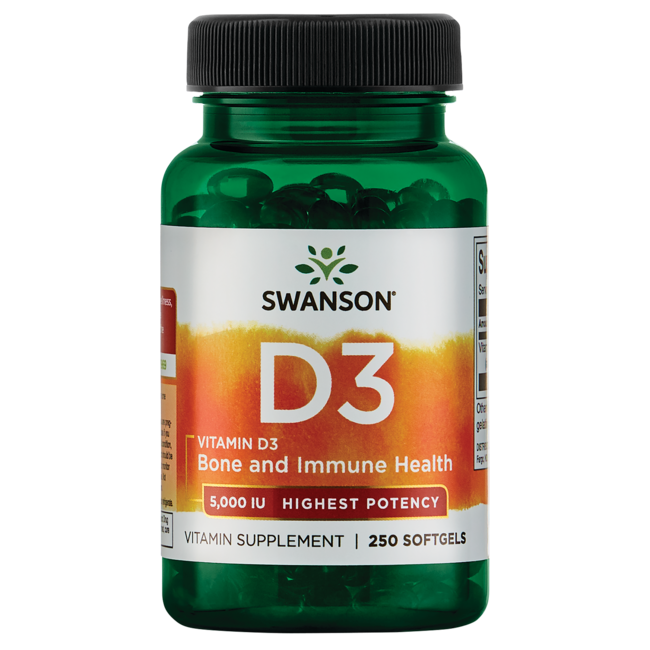 SWANSON®
D3
VITAMIN D3
Bone and Immune Health
5,000 IU HIGHEST POTENCY
VITAMIN SUPPLEMENT | 250 SOFTGELS